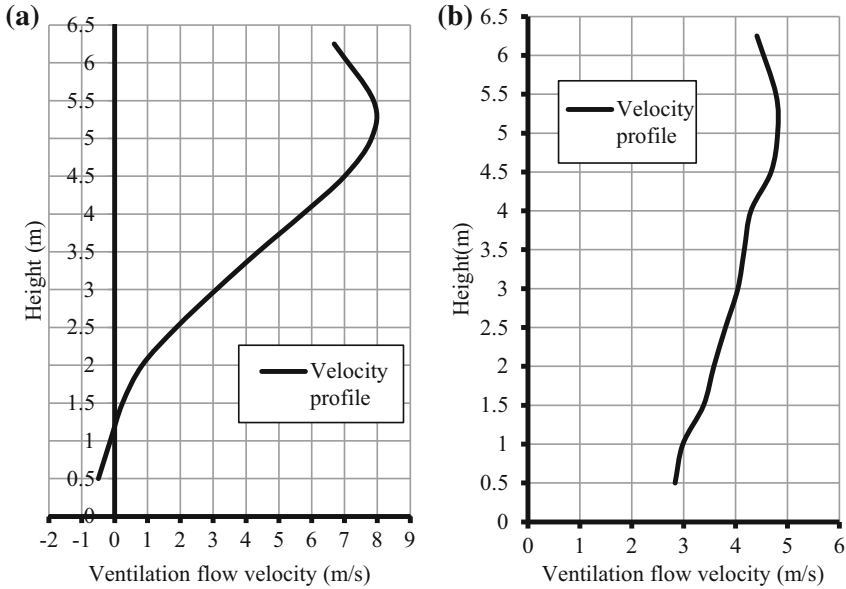 (a)
6.5
6
5.5
5
4.5
4
3.5
3
2.5
2
1.5
1
0.5
0
Height (m)
Velocity
profile
-2 -1 0 1 2 3 4 5 6 7 8 9
Ventilation flow velocity (m/s)
(b)
6.5
6
5.5
5
4.5
4
3.5
3
2.5
2
1.5
1
0.5
0
Height(m)
Velocity
profile
0 1 2 3 4 5 6
Ventilation flow velocity (m/s)